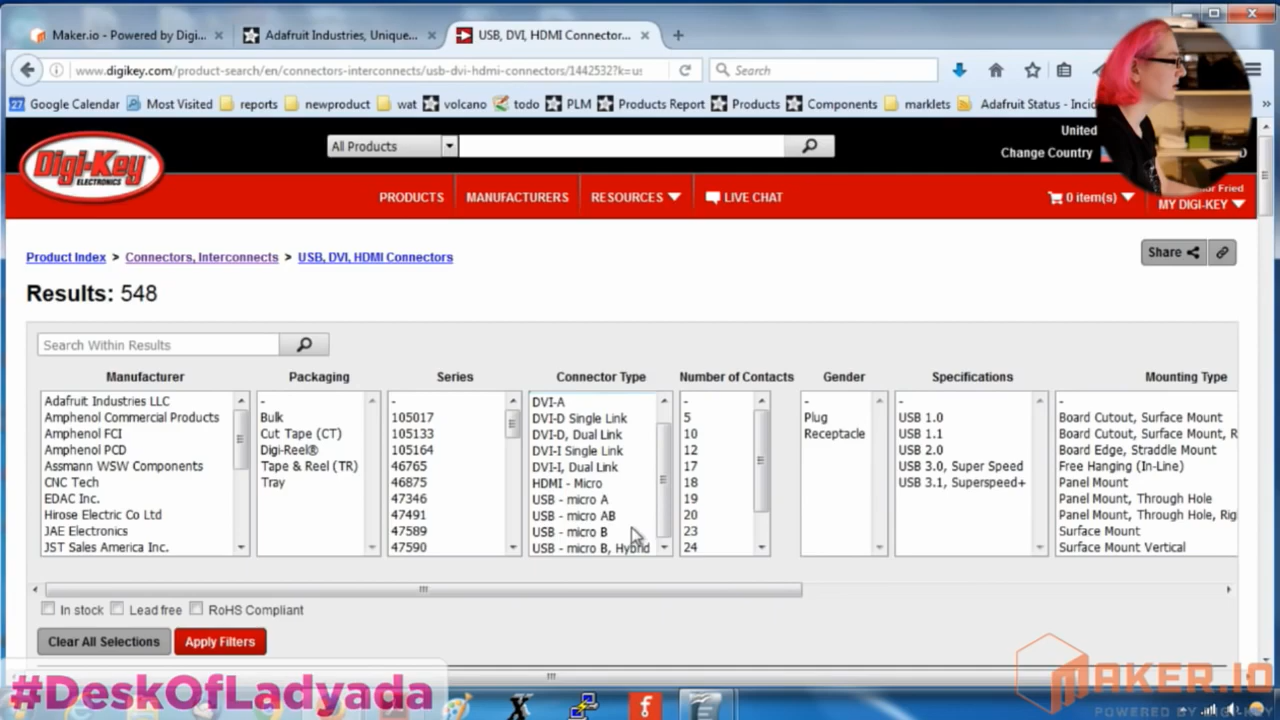 Maker.io - Powered by Digi...
Adafruit Industries, Unique...
USB, DVI, HDMI Connector...
www.digikey.com/product-search/en/connectors-interconnects/usb-dvi-hdmi-connectors/1442532?k=us
Search
Google Calendar
Most Visited
reports
newproduct
wat
volcano
todo
PLM
Products Report
Products
Components
marklets
Adafruit Status - Incid
Digi-Key
ELECTRONICS
All Products
United
Change Country
PRODUCTS
MANUFACTURERS
RESOURCES
LIVE CHAT
0 item(s)
Fried
MY DIGI-KEY
Product Index > Connectors, Interconnects > USB, DVI, HDMI Connectors
Share
Results: 548
Search Within Results
Manufacturer
Adafruit Industries LLC
Amphenol Commercial Products
Amphenol FCI
Amphenol PCD
Assmann WSW Components
CNC Tech
EDAC Inc.
Hirose Electric Co Ltd
JAE Electronics
JST Sales America Inc.
Packaging
-
Bulk
Cut Tape (CT)
Digi-Reel®
Tape & Reel (TR)
Tray
Series
-
105017
105133
105164
46765
46875
47346
47491
47589
47590
Connector Type
DVI-A
DVI-D Single Link
DVI-D, Dual Link
DVI-I Single Link
DVI-I, Dual Link
HDMI - Micro
USB - micro A
USB - micro AB
USB - micro B
USB - micro B, Hybrid
Number of Contacts
-
5
10
12
17
18
19
20
23
24
Gender
-
Plug
Receptacle
Specifications
-
USB 1.0
USB 1.1
USB 2.0
USB 3.0, Super Speed
USB 3.1, Superspeed+
Mounting Type
-
Board Cutout, Surface Mount
Board Cutout, Surface Mount, R
Board Edge, Straddle Mount
Free Hanging (In-Line)
Panel Mount
Panel Mount, Through Hole
Panel Mount, Through Hole, Rig
Surface Mount
Surface Mount Vertical
In stock
Lead free
RoHS Compliant
Clear All Selections
Apply Filters
#DeskOfLadyada
MAKER.IO
POWERED BY DIGI-KEY